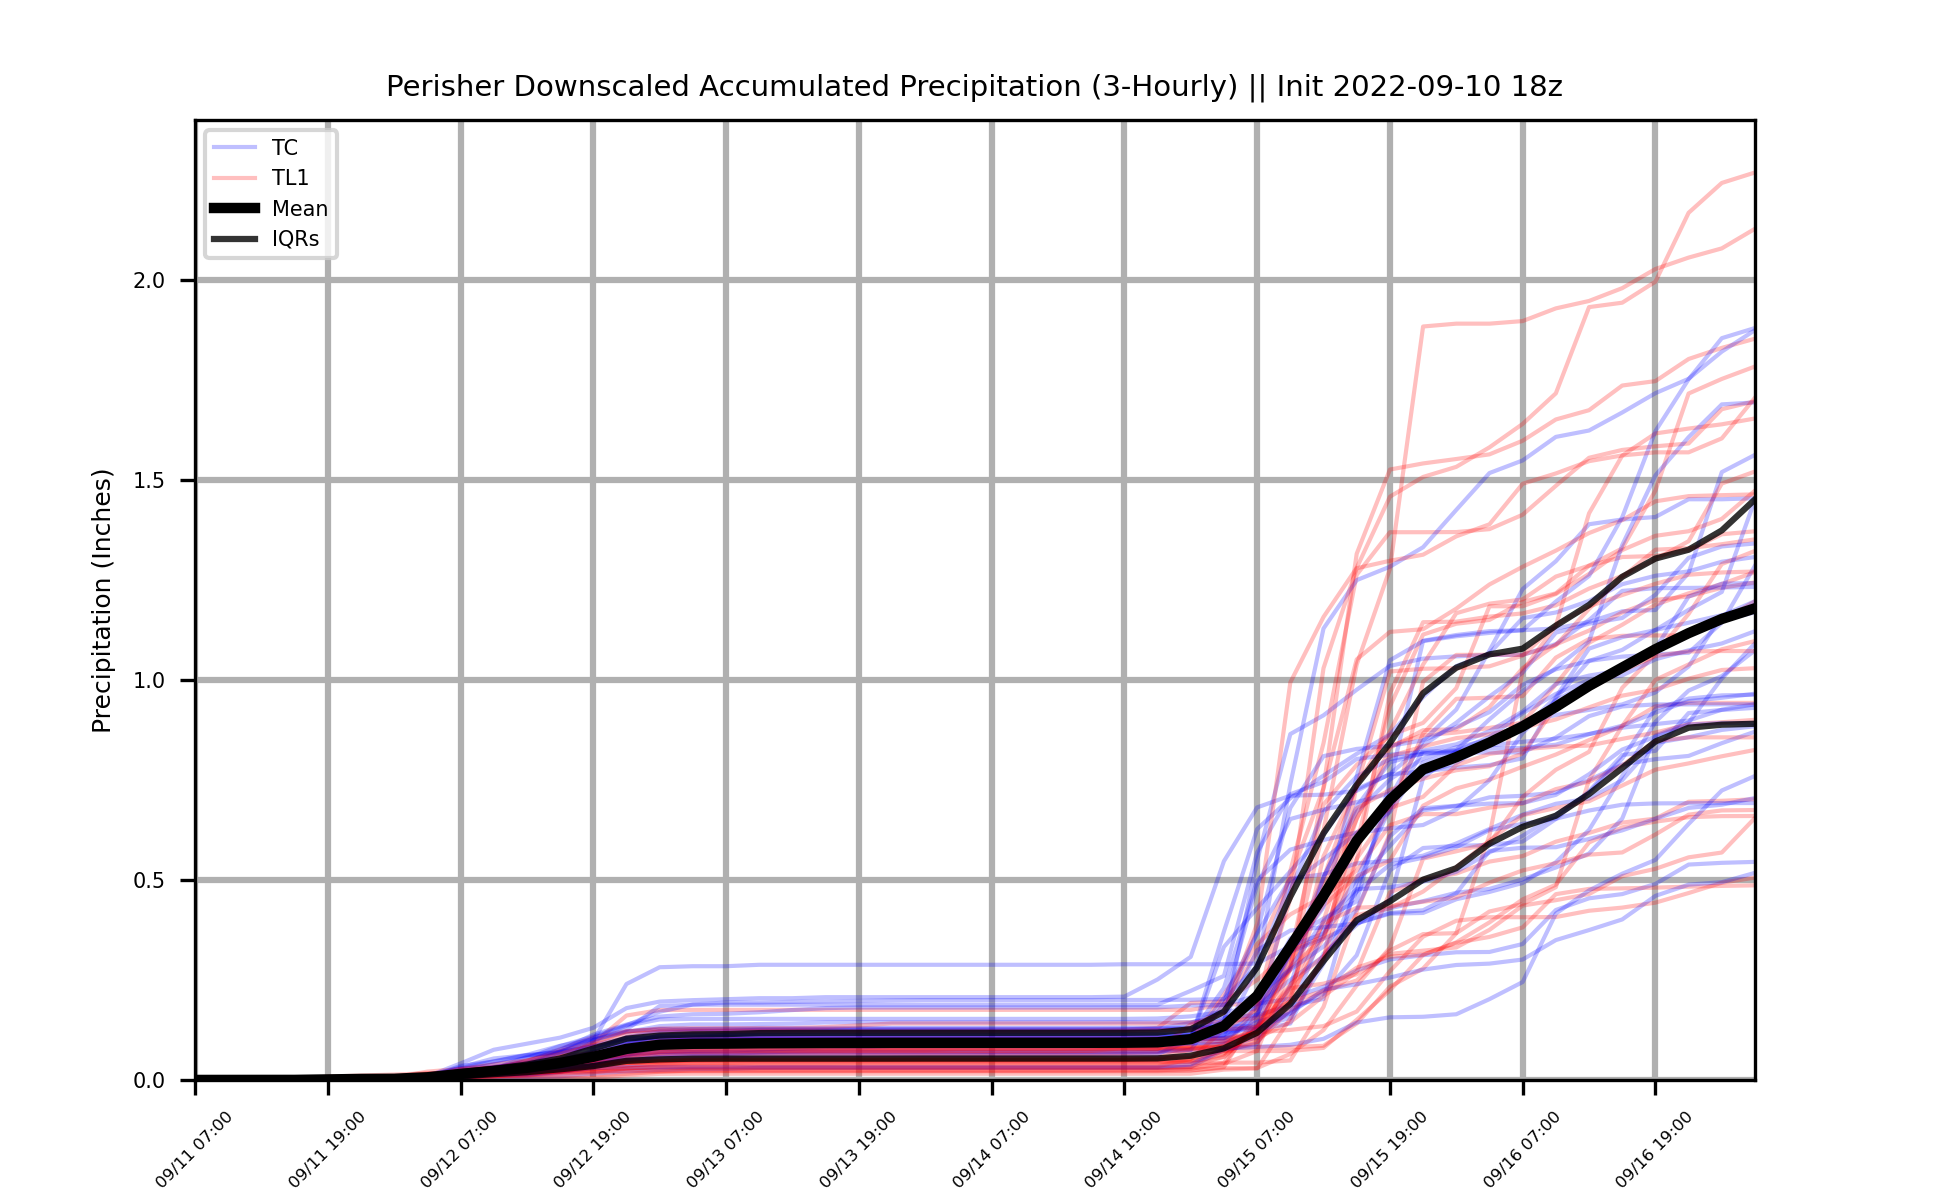 Perisher Downscaled Accumulated Precipitation (3-Hourly) || Init 2022-09-10 18z
TC
TL1
Mean
IQRs
Precipitation (Inches)
2.0
1.5
1.0
0.5
0.0
09/11 07:00
09/11 19:00
09/12 07:00
09/12 19:00
09/13 07:00
09/13 19:00
09/14 07:00
09/14 19:00
09/15 07:00
09/15 19:00
09/16 07:00
09/16 19:00